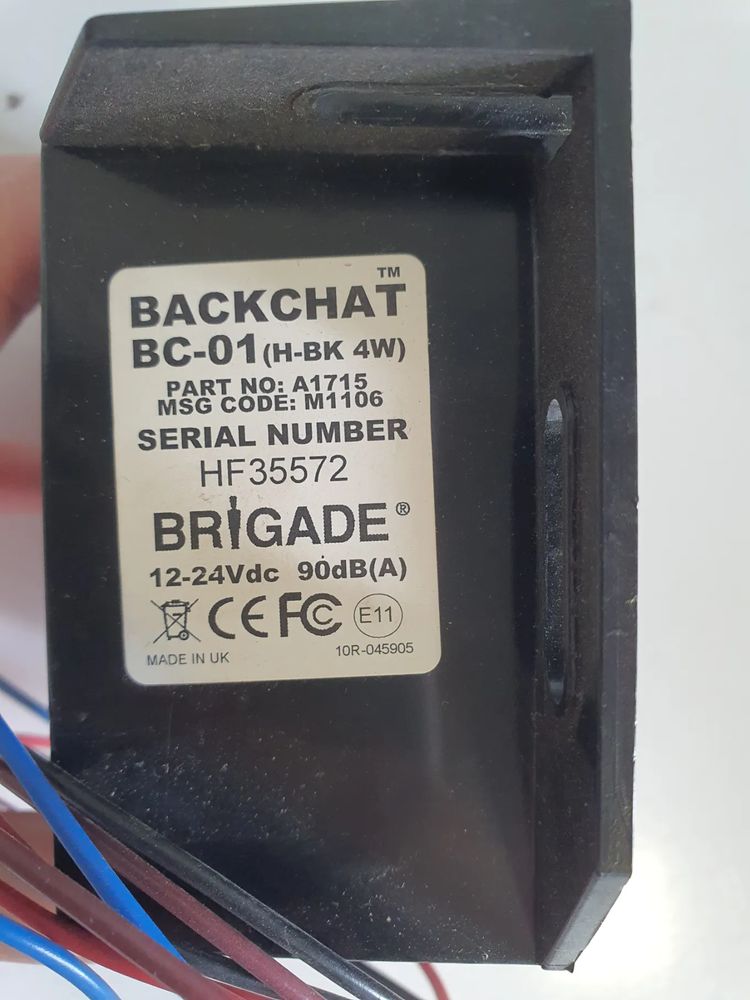 BACKCHAT™
BC-01 (H-BK 4W)
PART NO: A1715
MSG CODE: M1106
SERIAL NUMBER
HF35572
BRIGADE®
12-24Vdc 90dB(A)
CE FC E11
MADE IN UK 10R-045905